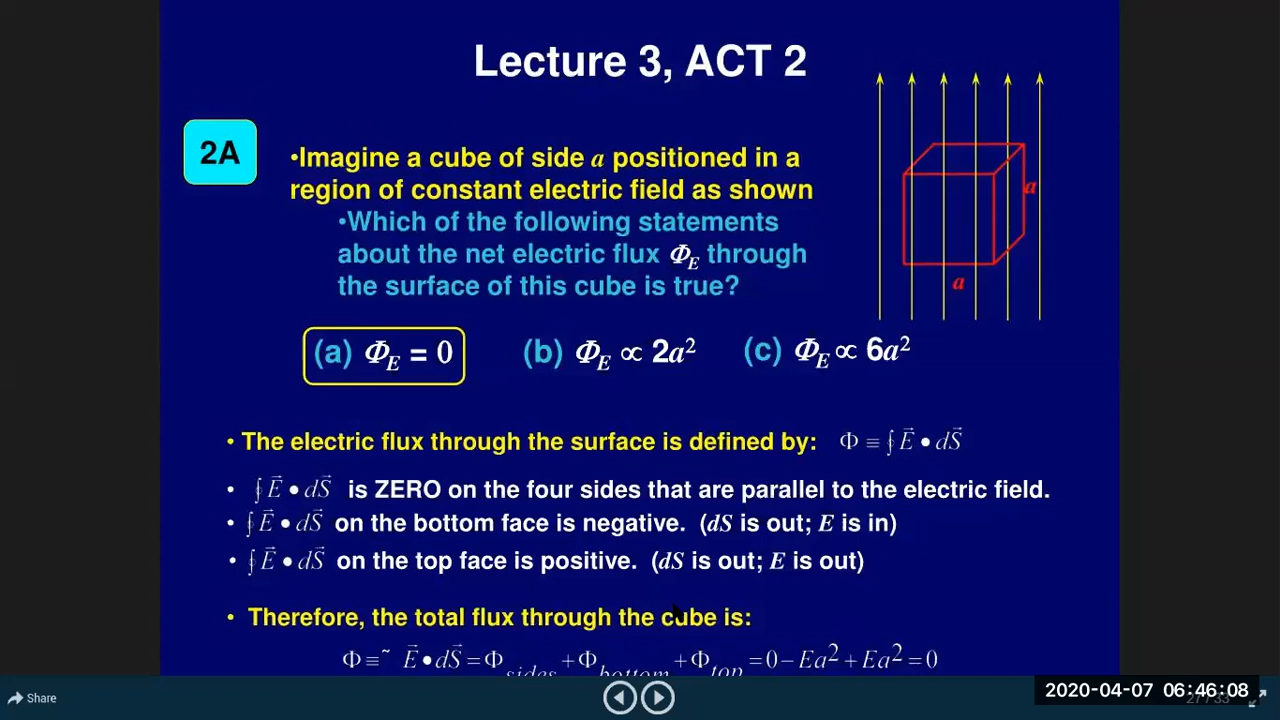 Lecture 3, ACT 2
2A
•Imagine a cube of side a positioned in a
region of constant electric field as shown
•Which of the following statements
about the net electric flux Φ_E through
the surface of this cube is true?
a
a
(a) Φ_E = 0 (b) Φ_E ∝ 2a² (c) Φ_E ∝ 6a²
• The electric flux through the surface is defined by: Φ ≡ ∮ E⃗ • dS⃗
• ∮ E⃗ • dS⃗ is ZERO on the four sides that are parallel to the electric field.
• ∮ E⃗ • dS⃗ on the bottom face is negative. (dS is out; E is in)
• ∮ E⃗ • dS⃗ on the top face is positive. (dS is out; E is out)
• Therefore, the total flux through the cube is:
Φ ≡ ˜ E⃗ • dS⃗ = Φ_sides + Φ_bottom + Φ_top = 0 − Ea² + Ea² = 0
Share
2020-04-07 06:46:08